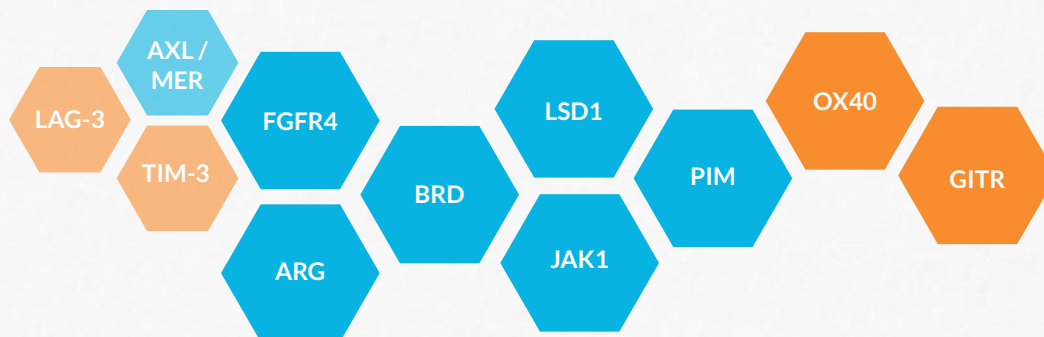 LAG-3
AXL /
MER
TIM-3
FGFR4
ARG
BRD
LSD1
JAK1
PIM
OX40
GITR